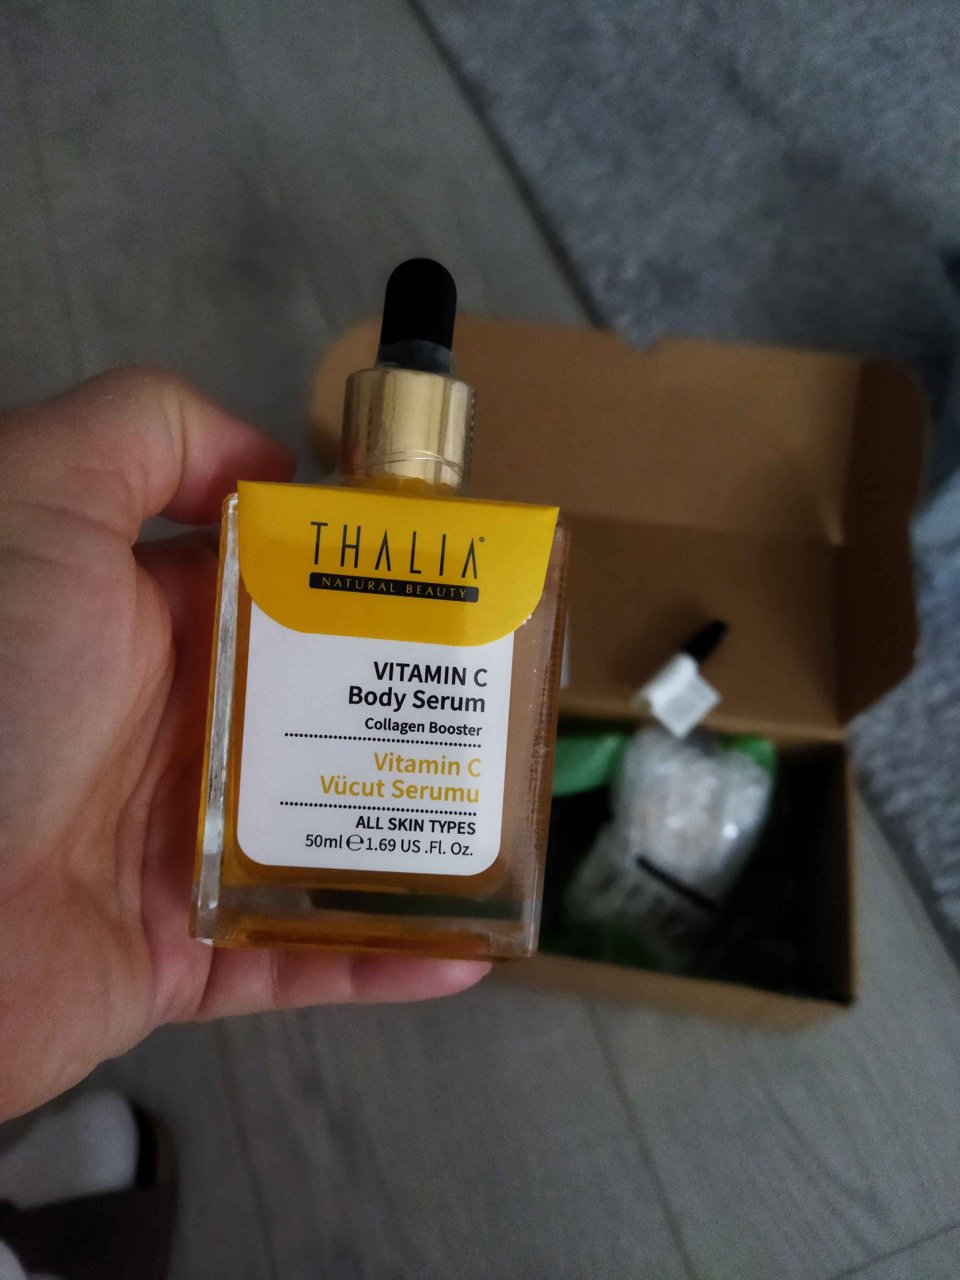 THALIA®
NATURAL BEAUTY
VITAMIN C
Body Serum
Collagen Booster
Vitamin C
Vücut Serumu
ALL SKIN TYPES
50ml ℮ 1.69 US .Fl. Oz.